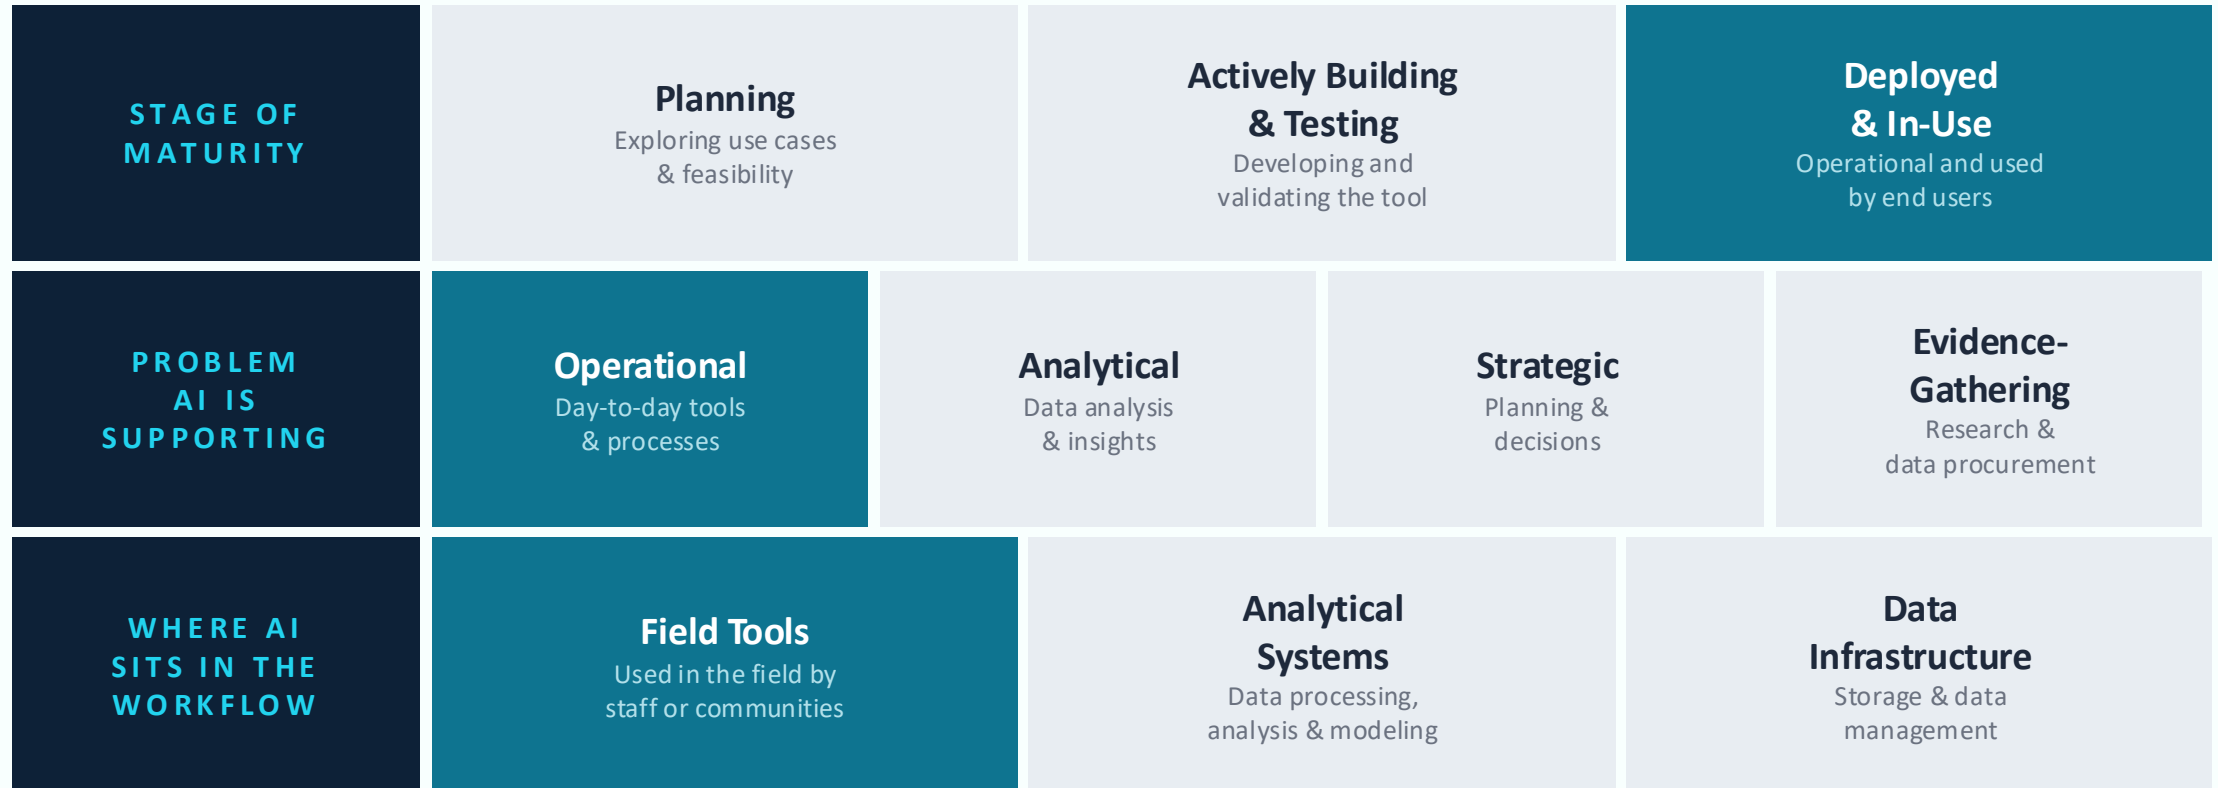 STAGE OF
MATURITY
Planning
Exploring use cases
& feasibility
Actively Building
& Testing
Developing and
validating the tool
Deployed
& In-Use
Operational and used
by end users
PROBLEM
AI IS
SUPPORTING
Operational
Day-to-day tools
& processes
Analytical
Data analysis
& insights
Strategic
Planning &
decisions
Evidence-
Gathering
Research &
data procurement
WHERE AI
SITS IN THE
WORKFLOW
Field Tools
Used in the field by
staff or communities
Analytical
Systems
Data processing,
analysis & modeling
Data
Infrastructure
Storage & data
management